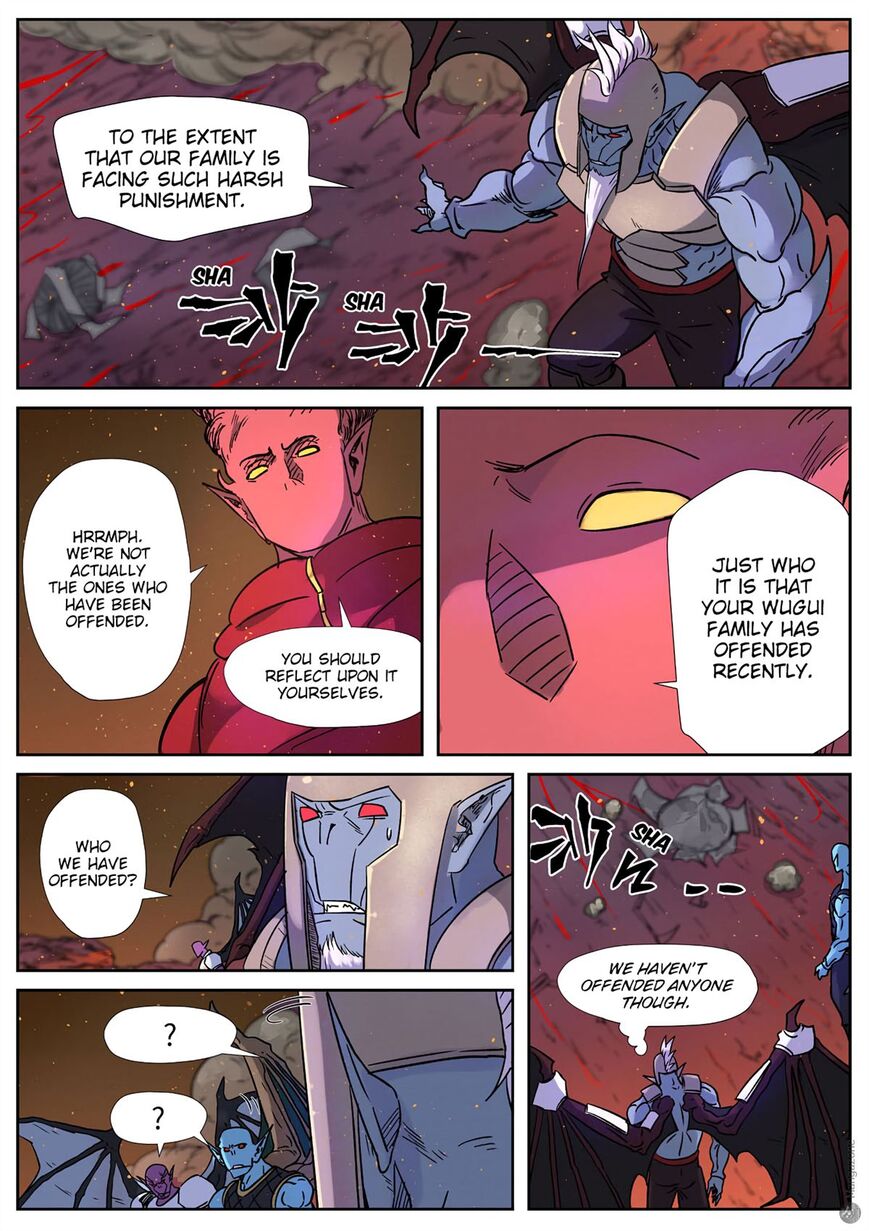 TO THE EXTENT
THAT OUR FAMILY IS
FACING SUCH HARSH
PUNISHMENT.
SHA
SHA
HRRMPH.
WE'RE NOT
ACTUALLY
THE ONES WHO
HAVE BEEN
OFFENDED.
YOU SHOULD
REFLECT UPON IT
YOURSELVES.
JUST WHO
IT IS THAT
YOUR WUGUI
FAMILY HAS
OFFENDED
RECENTLY.
WHO
WE HAVE
OFFENDED?
SHA
WE HAVEN'T
OFFENDED ANYONE
THOUGH.
?
?